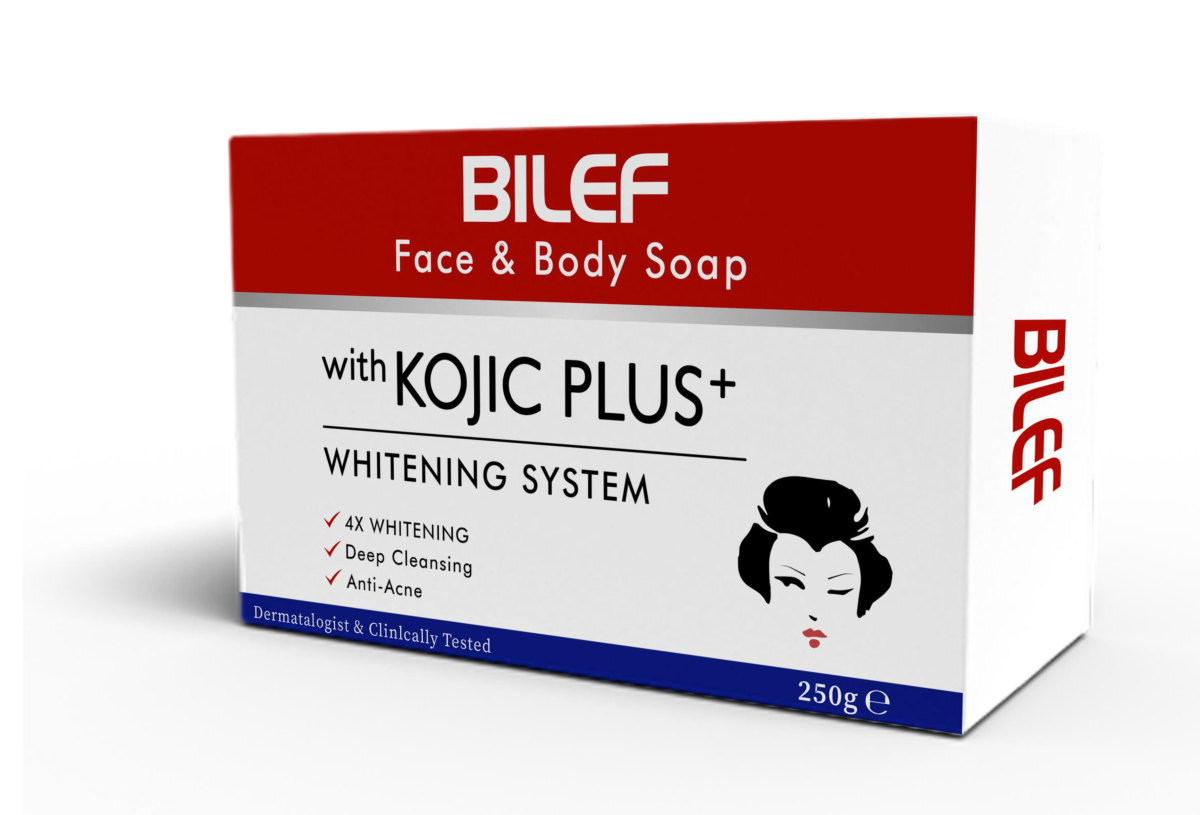 BILEF
Face & Body Soap
with KOJIC PLUS+
WHITENING SYSTEM
4X WHITENING
Deep Cleansing
Anti-Acne
Dermatalogist & Clinlcally Tested
250g ℮
BILEF